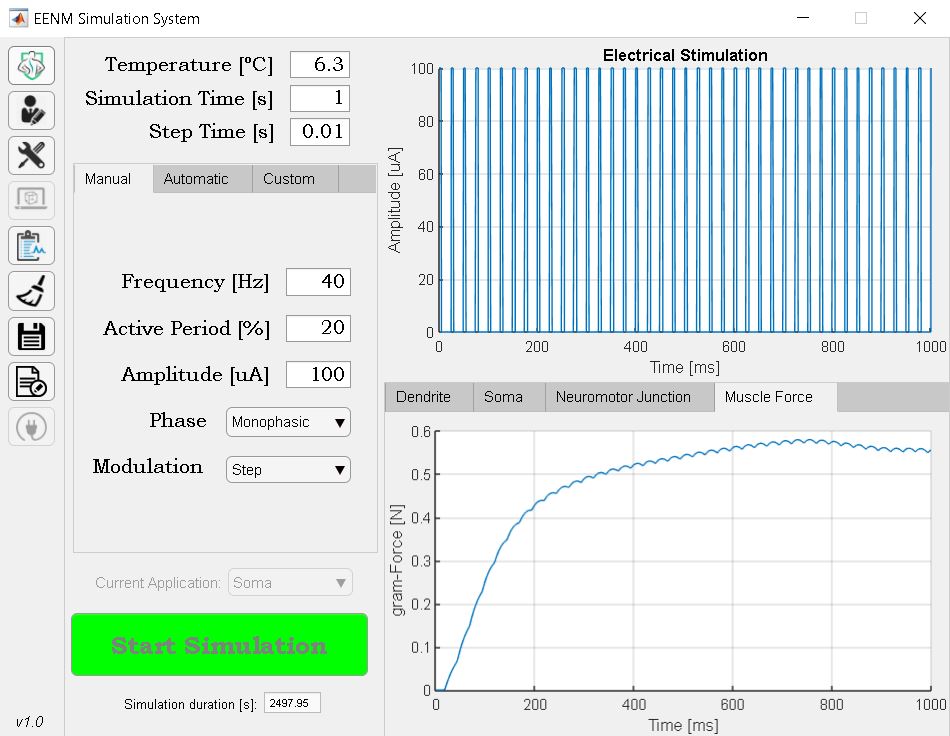 EENM Simulation System
Temperature [ºC] 6.3
Simulation Time [s] 1
Step Time [s] 0.01
Manual Automatic Custom
Frequency [Hz] 40
Active Period [%] 20
Amplitude [uA] 100
Phase Monophasic
Modulation Step
Current Application: Soma
Start Simulation
Simulation duration [s]: 2497.95
v1.0
Electrical Stimulation
100
80
60
40
20
0
Amplitude [uA]
0 200 400 600 800 1000
Time [ms]
Dendrite Soma Neuromotor Junction Muscle Force
0.6
0.5
0.4
0.3
0.2
0.1
0
gram-Force [N]
0 200 400 600 800 1000
Time [ms]